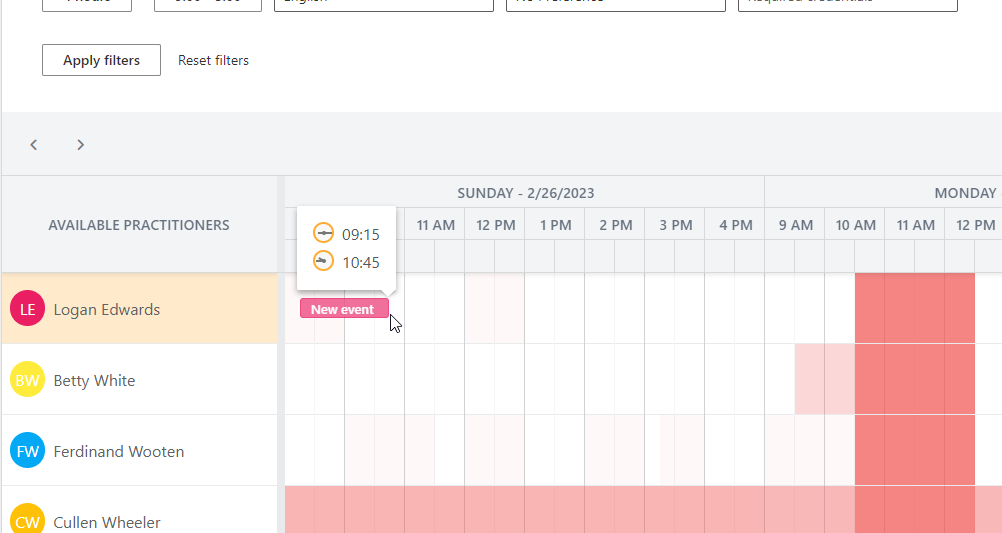 English
Apply filters Reset filters
SUNDAY - 2/26/2023 MONDAY -
AVAILABLE PRACTITIONERS
11 AM 12 PM 1 PM 2 PM 3 PM 4 PM 9 AM 10 AM 11 AM 12 PM
09:15
10:45
LE Logan Edwards
New event
BW Betty White
FW Ferdinand Wooten
CW Cullen Wheeler